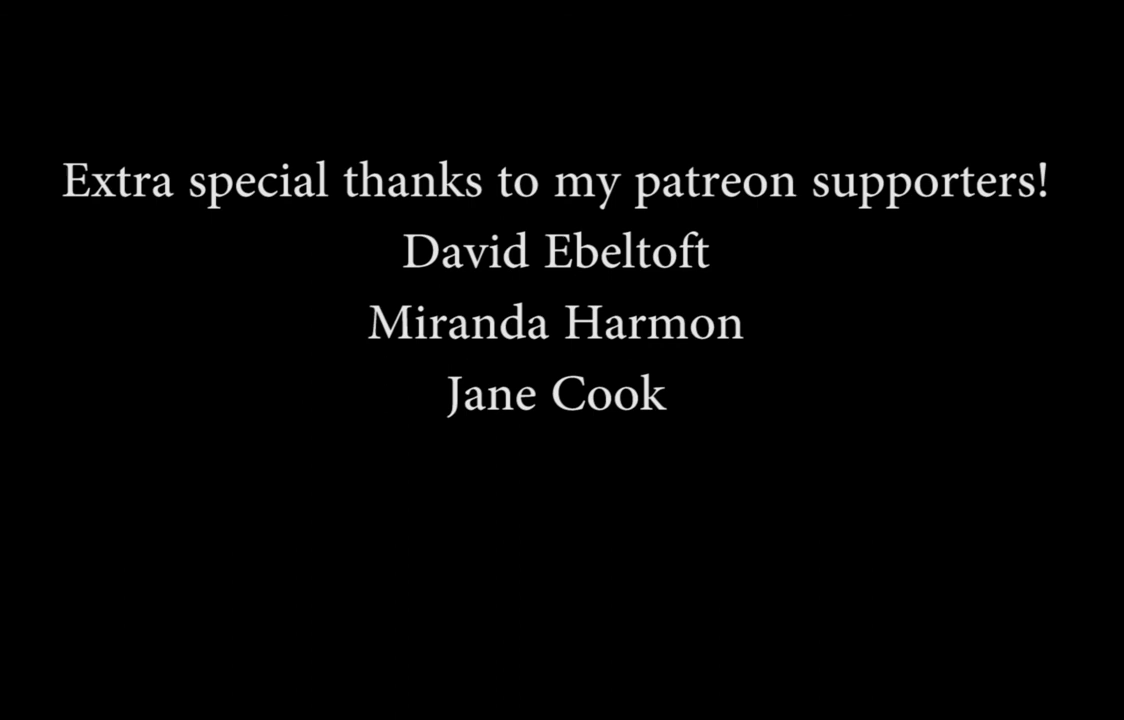 Extra special thanks to my patreon supporters!
David Ebeltoft
Miranda Harmon
Jane Cook